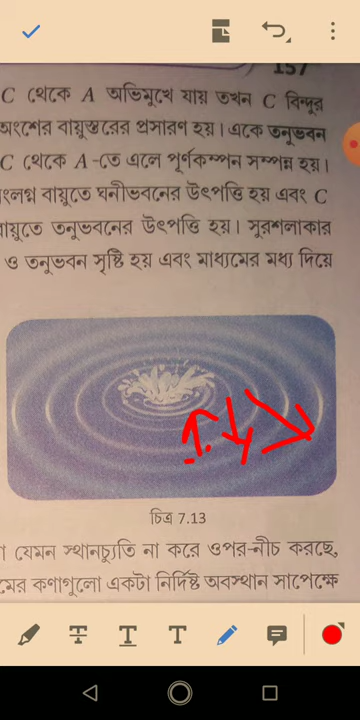 157
C থেকে A অভিমুখে যায় তখন C বিন্দুর
অংশের বায়ুস্তরের প্রসারণ হয়। একে তনুভবন
C থেকে A-তে এলে পূর্ণকম্পন সম্পন্ন হয়।
ংলগ্ন বায়ুতে ঘনীভবনের উৎপত্তি হয় এবং C
বায়ুতে তনুভবনের উৎপত্তি হয়। সুরশলাকার
ও তনুভবন সৃষ্টি হয় এবং মাধ্যমের মধ্য দিয়ে
চিত্র 7.13
যেমন স্থানচ্যুতি না করে ওপর-নীচ করছে,
মের কণাগুলো একটা নির্দিষ্ট অবস্থান সাপেক্ষে
T T T